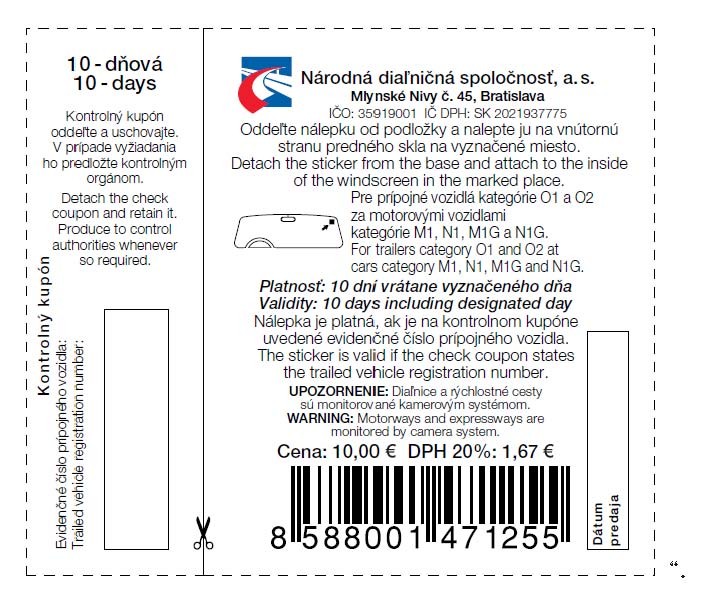 10 - dňová
10 - days
Kontrolný kupón
oddeľte a uschovajte.
V prípade vyžiadania
ho predložte kontrolným
orgánom.
Detach the check
coupon and retain it.
Produce to control
authorities whenever
so required.
Kontrolný kupón
Evidenčné číslo prípojného vozidla:
Trailed vehicle registration number:
Národná diaľničná spoločnosť, a. s.
Mlynské Nivy č. 45, Bratislava
IČO: 35919001 IČ DPH: SK 2021937775
Oddeľte nálepku od podložky a nalepte ju na vnútornú
stranu predného skla na vyznačené miesto.
Detach the sticker from the base and attach to the inside
of the windscreen in the marked place.
Pre prípojné vozidlá kategórie O1 a O2
za motorovými vozidlami
kategórie M1, N1, M1G a N1G.
For trailers category O1 and O2 at
cars category M1, N1, M1G and N1G.
Platnosť: 10 dní vrátane vyznačeného dňa
Validity: 10 days including designated day
Nálepka je platná, ak je na kontrolnom kupóne
uvedené evidenčné číslo prípojného vozidla.
The sticker is valid if the check coupon states
the trailed vehicle registration number.
UPOZORNENIE: Diaľnice a rýchlostné cesty
sú monitorované kamerovým systémom.
WARNING: Motorways and expressways are
monitored by camera system.
Cena: 10,00 € DPH 20%: 1,67 €
8 588001 471255
Dátum
predaja
“.